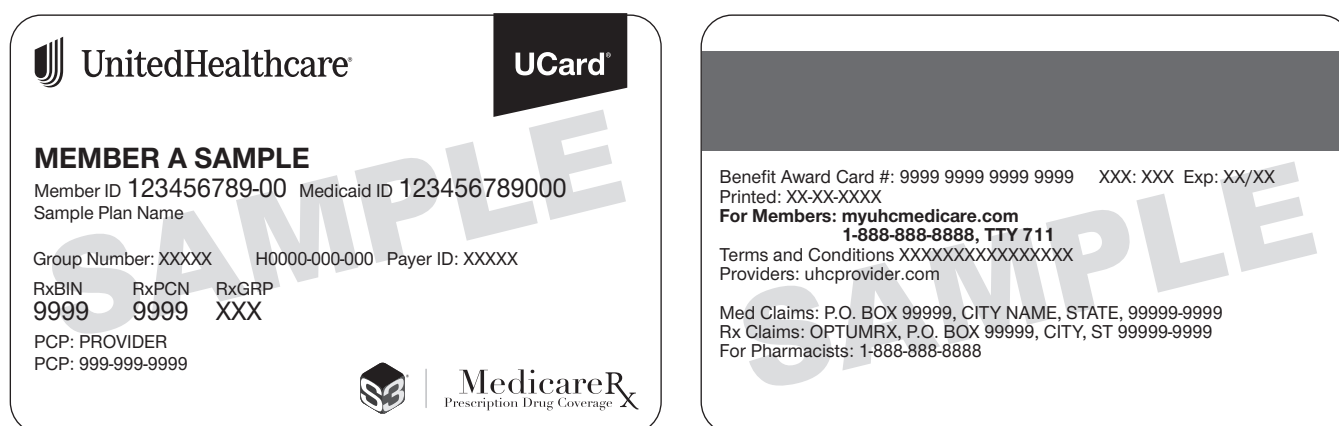 UnitedHealthcare®
UCard®
MEMBER A SAMPLE
Member ID 123456789-00 Medicaid ID 123456789000
Sample Plan Name
Group Number: XXXXX H0000-000-000 Payer ID: XXXXX
RxBIN RxPCN RxGRP
9999 9999 XXX
PCP: PROVIDER
PCP: 999-999-9999
S3
MedicareRx
Prescription Drug Coverage
SAMPLE
Benefit Award Card #: 9999 9999 9999 9999 XXX: XXX Exp: XX/XX
Printed: XX-XX-XXXX
For Members: myuhcmedicare.com
1-888-888-8888, TTY 711
Terms and Conditions XXXXXXXXXXXXXXXX
Providers: uhcprovider.com
Med Claims: P.O. BOX 99999, CITY NAME, STATE, 99999-9999
Rx Claims: OPTUMRX, P.O. BOX 99999, CITY, ST 99999-9999
For Pharmacists: 1-888-888-8888
SAMPLE